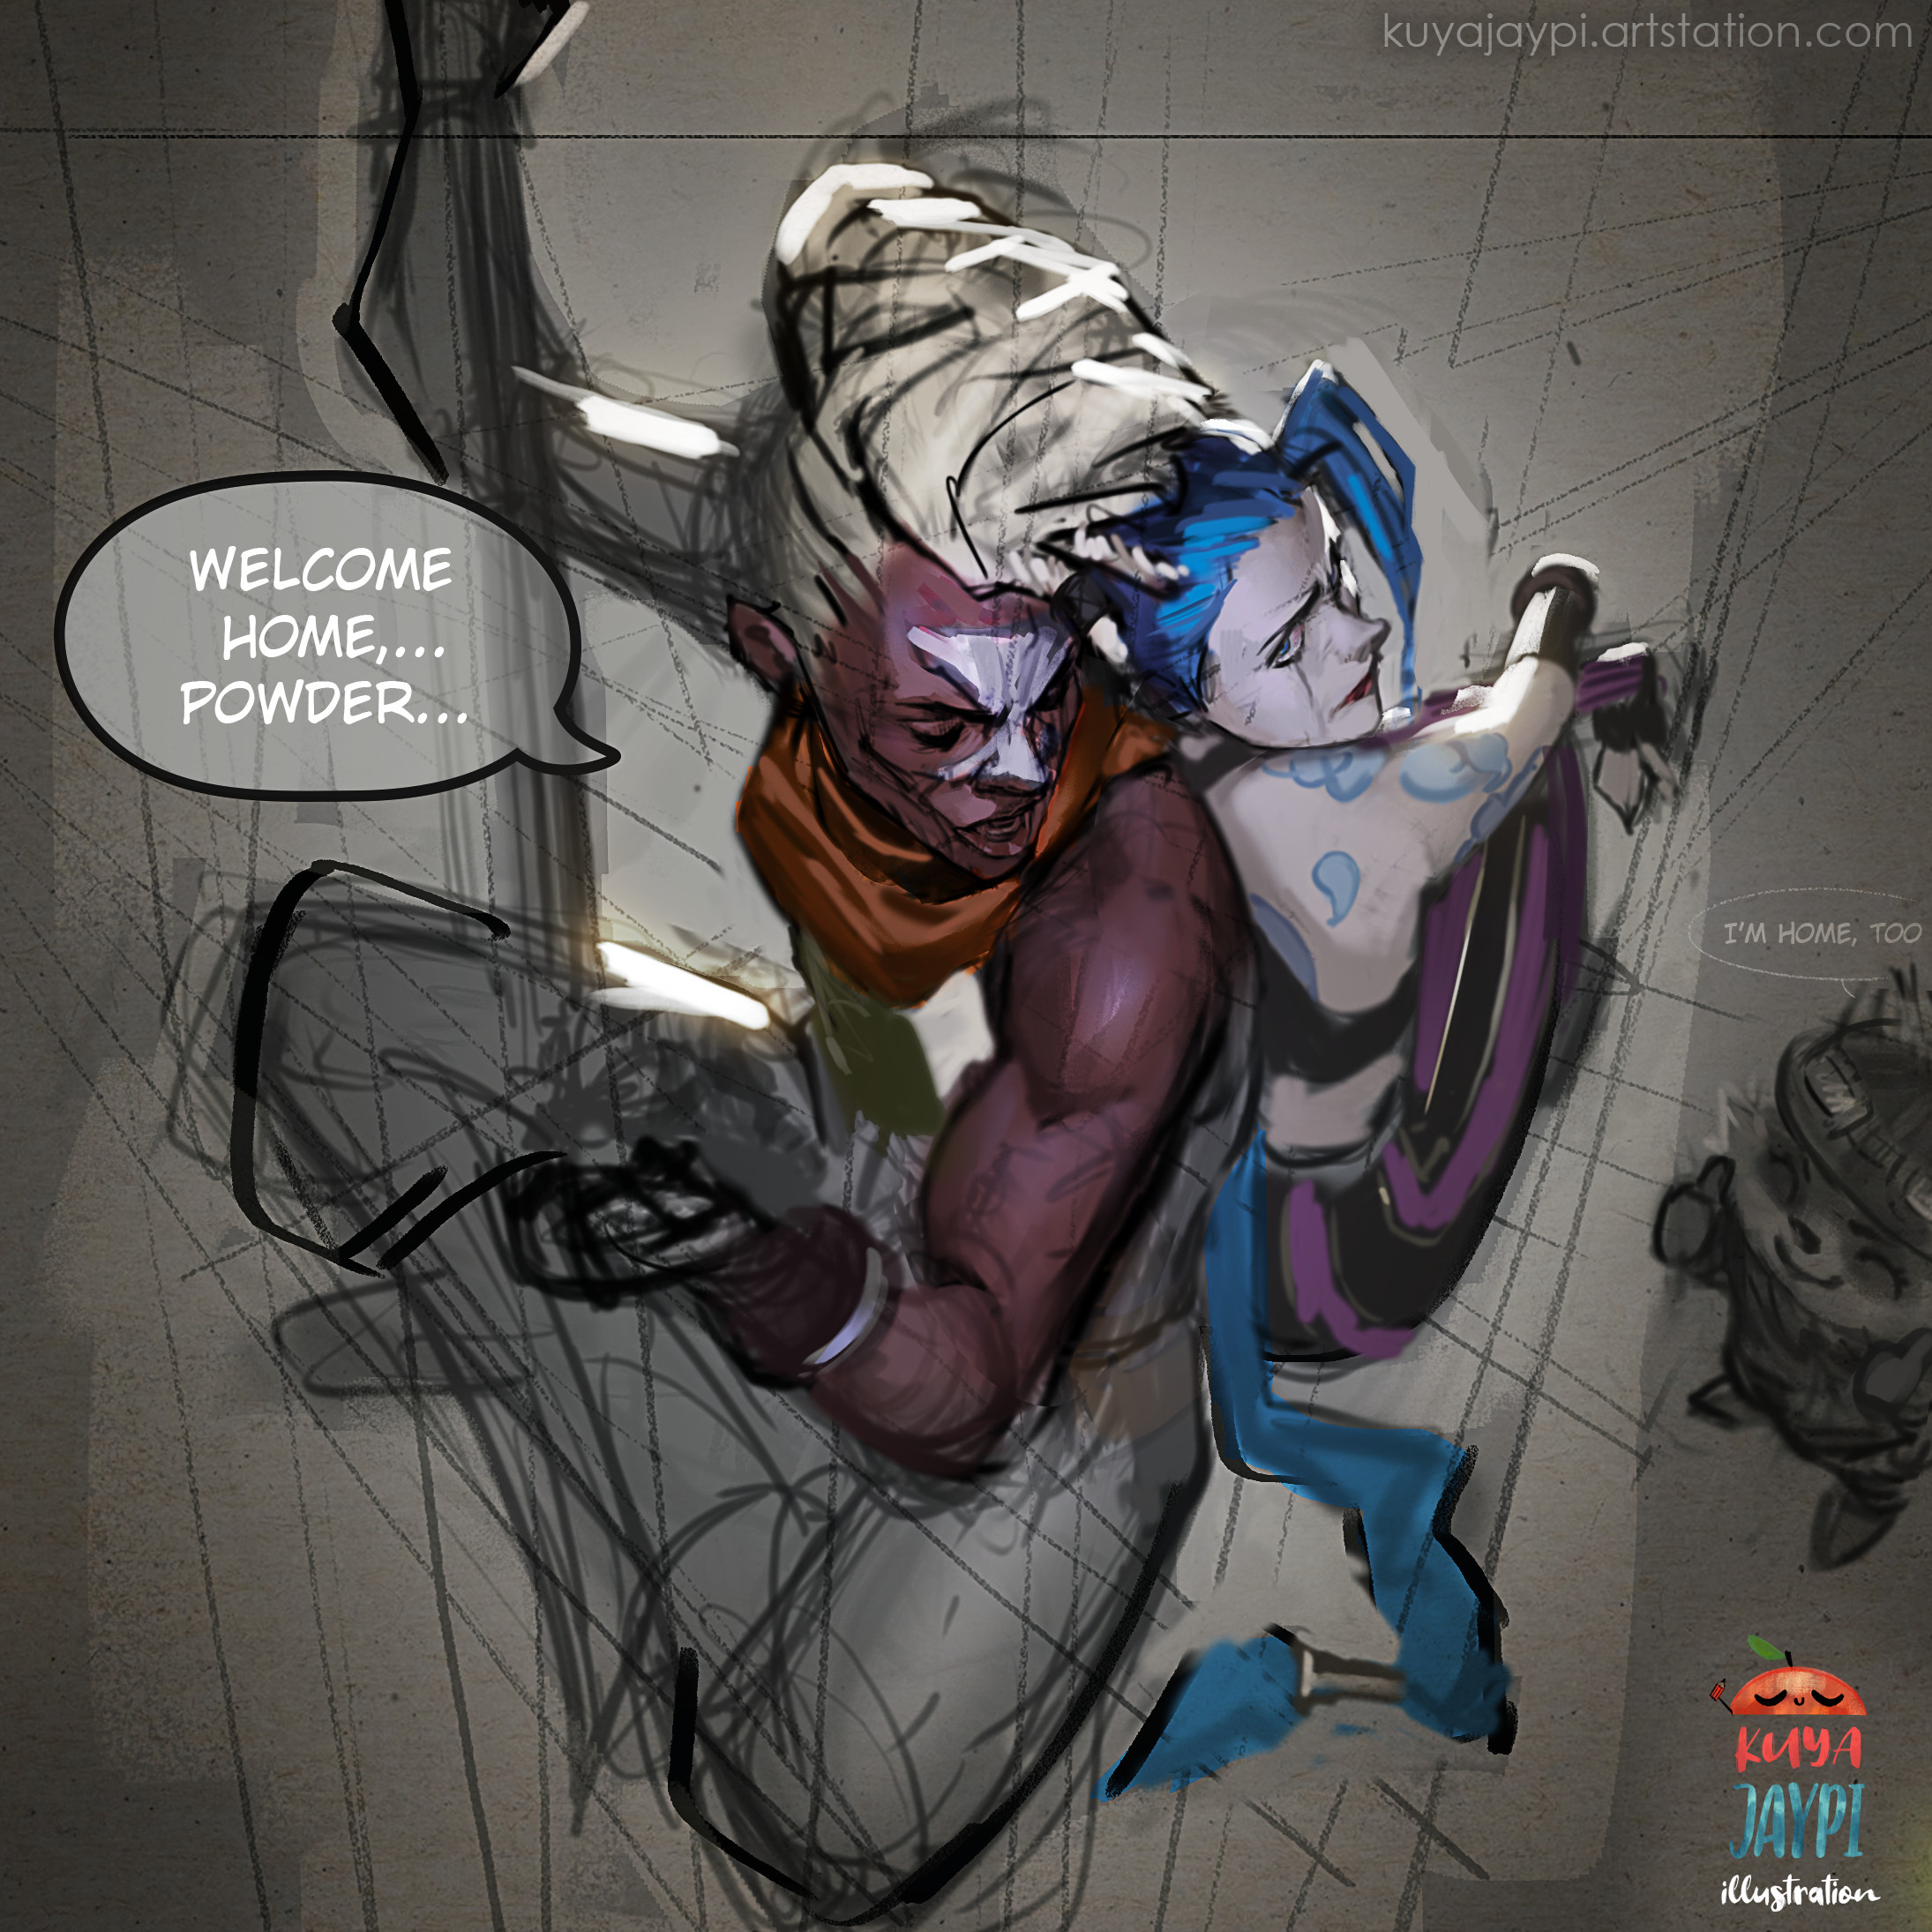 kuyajaypi.artstation.com
WELCOME
HOME,...
POWDER...
I'M HOME, TOO
KUYA
JAYPI
illustration